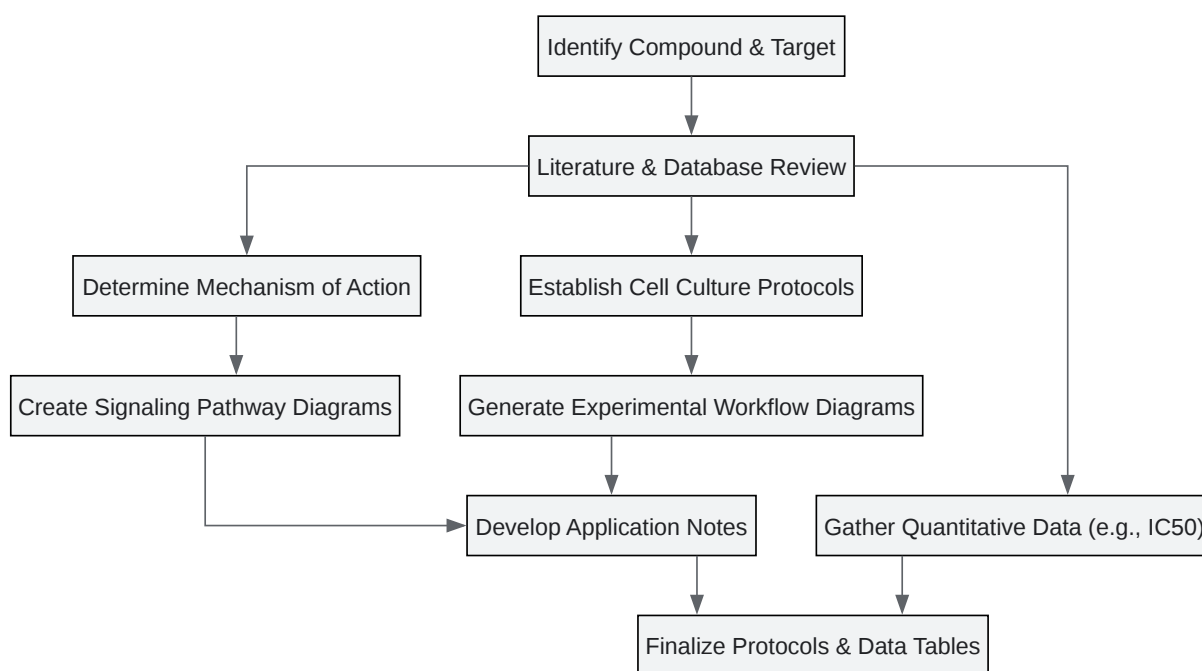 Identify Compound & Target
Literature & Database Review
Determine Mechanism of Action
Establish Cell Culture Protocols
Create Signaling Pathway Diagrams
Generate Experimental Workflow Diagrams
Develop Application Notes
Gather Quantitative Data (e.g., IC50)
Finalize Protocols & Data Tables